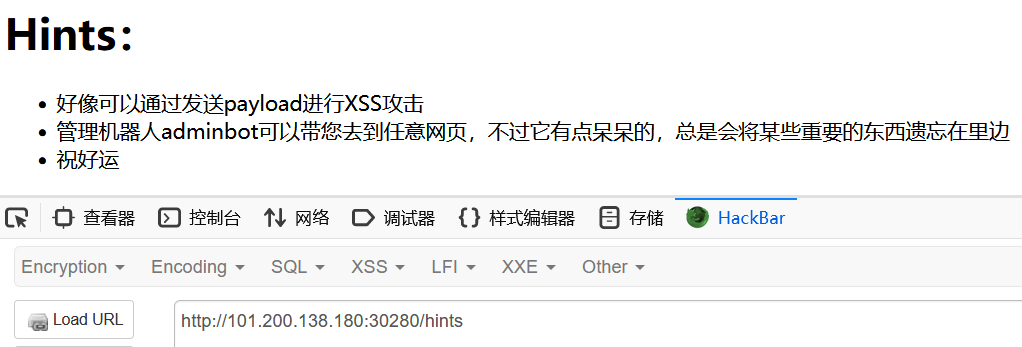 Hints：
好像可以通过发送payload进行XSS攻击
管理机器人adminbot可以带您去到任意网页，不过它有点呆呆的，总是会将某些重要的东西遗忘在里边
祝好运
查看器 控制台 网络 调试器 样式编辑器 存储 HackBar
Encryption Encoding SQL XSS LFI XXE Other
Load URL http://101.200.138.180:30280/hints